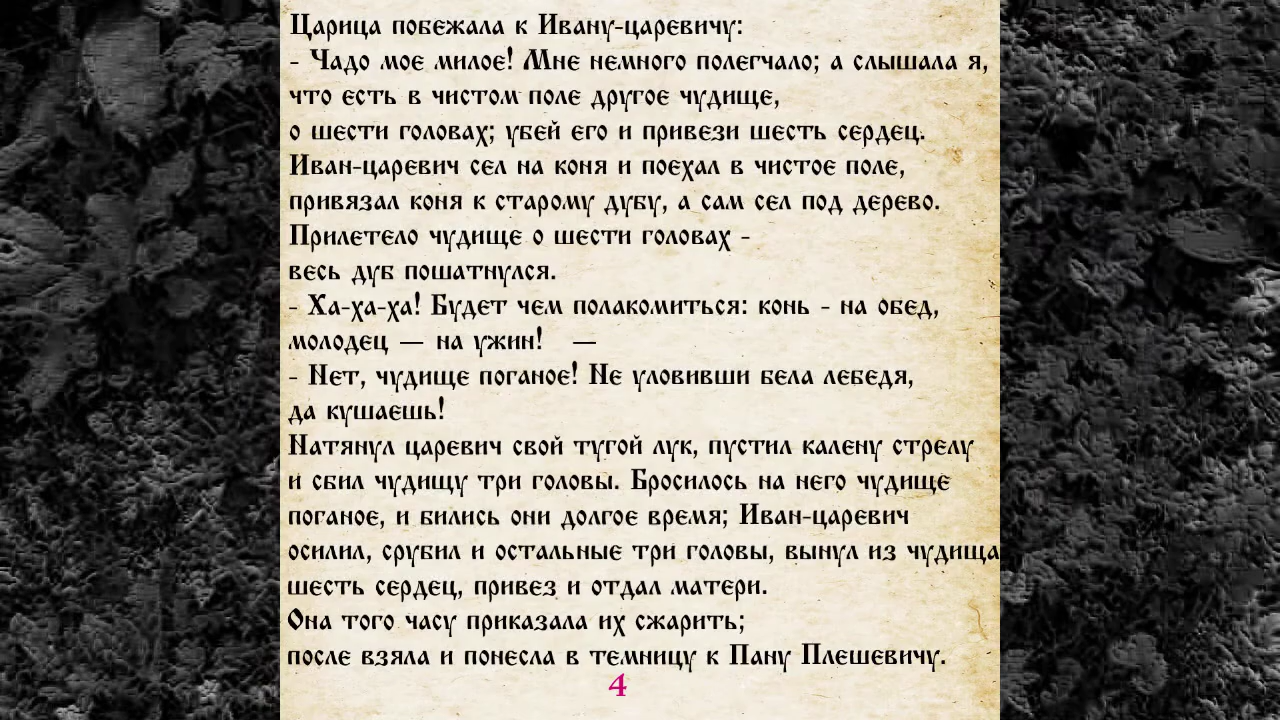 Царица побежала к Ивану-царевичу:
- Чадо мое милое! Мне немного полегчало; а слышала я,
что есть в чистом поле другое чудище,
о шести головах; убей его и привези шесть сердец.
Иван-царевич сел на коня и поехал в чистое поле,
привязал коня к старому дубу, а сам сел под дерево.
Прилетело чудище о шести головах -
весь дуб пошатнулся.
- Ха-ха-ха! Будет чем полакомиться: конь - на обед,
молодец — на ужин! —
- Нет, чудище поганое! Не уловивши бела лебедя,
да кушаешь!
Натянул царевич свой тугой лук, пустил калену стрелу
и сбил чудищу три головы. Бросилось на него чудище
поганое, и бились они долгое время; Иван-царевич
осилил, срубил и остальные три головы, вынул из чудища
шесть сердец, привез и отдал матери.
Она того часу приказала их сжарить;
после взяла и понесла в темницу к Пану Плешевичу.
4